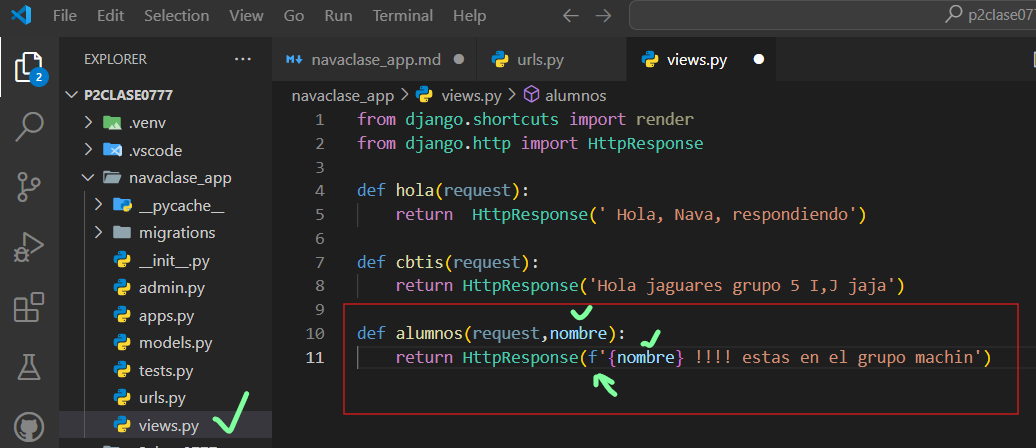 File Edit Selection View Go Run Terminal Help
p2clase077
EXPLORER
navaclase_app.md
urls.py
views.py
2
P2CLASE0777
.venv
.vscode
navaclase_app
__pycache__
migrations
__init__.py
admin.py
apps.py
models.py
tests.py
urls.py
views.py
navaclase_app > views.py > alumnos
1 from django.shortcuts import render
2 from django.http import HttpResponse
3
4 def hola(request):
5 return  HttpResponse(' Hola, Nava, respondiendo')
6
7 def cbtis(request):
8 return HttpResponse('Hola jaguares grupo 5 I,J jaja')
9
10 def alumnos(request,nombre):
11 return HttpResponse(f'{nombre} !!!! estas en el grupo machin')